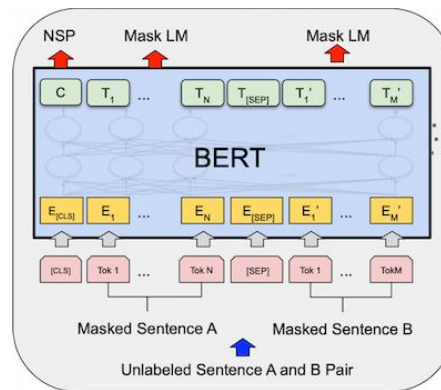 NSP Mask LM Mask LM
C T1 ... TN T[SEP] T1' ... TM'
BERT
E[CLS] E1 ... EN E[SEP] E1' ... EM'
[CLS] Tok 1 ... Tok N [SEP] Tok 1 ... TokM
Masked Sentence A Masked Sentence B
Unlabeled Sentence A and B Pair